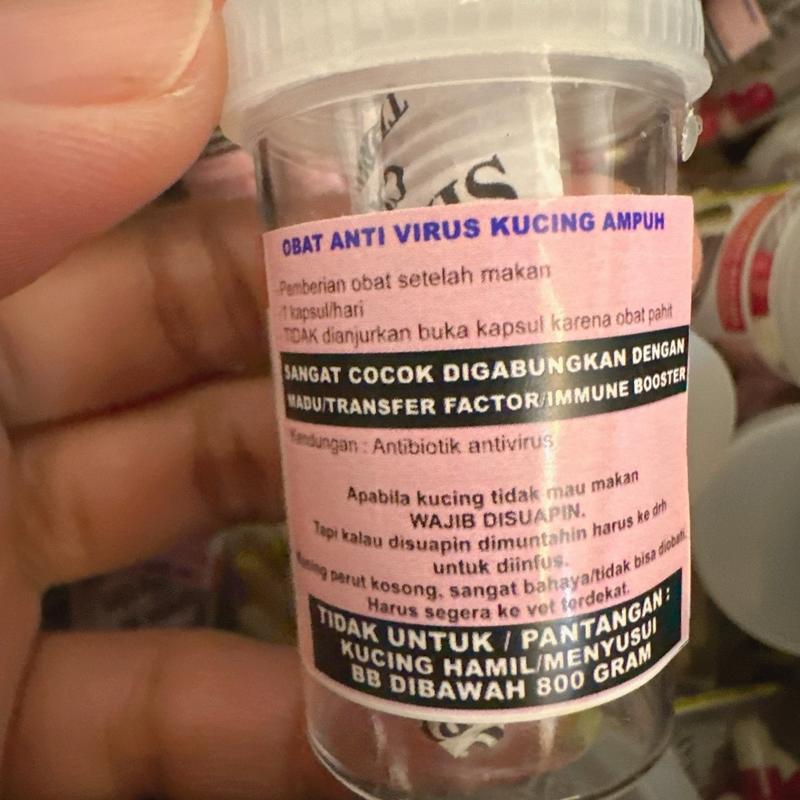 OBAT ANTI VIRUS KUCING AMPUH
-Pemberian obat setelah makan
-1 kapsul/hari
-TIDAK dianjurkan buka kapsul karena obat pahit
SANGAT COCOK DIGABUNGKAN DENGAN
MADU/TRANSFER FACTOR/IMMUNE BOOSTER
Kandungan : Antibiotik antivirus
Apabila kucing tidak mau makan
WAJIB DISUAPIN.
Tapi kalau disuapin dimuntahin harus ke drh
untuk diinfus.
Kucing perut kosong, sangat bahaya/tidak bisa diobati.
Harus segera ke vet terdekat.
TIDAK UNTUK / PANTANGAN :
KUCING HAMIL/MENYUSUI
BB DIBAWAH 800 GRAM